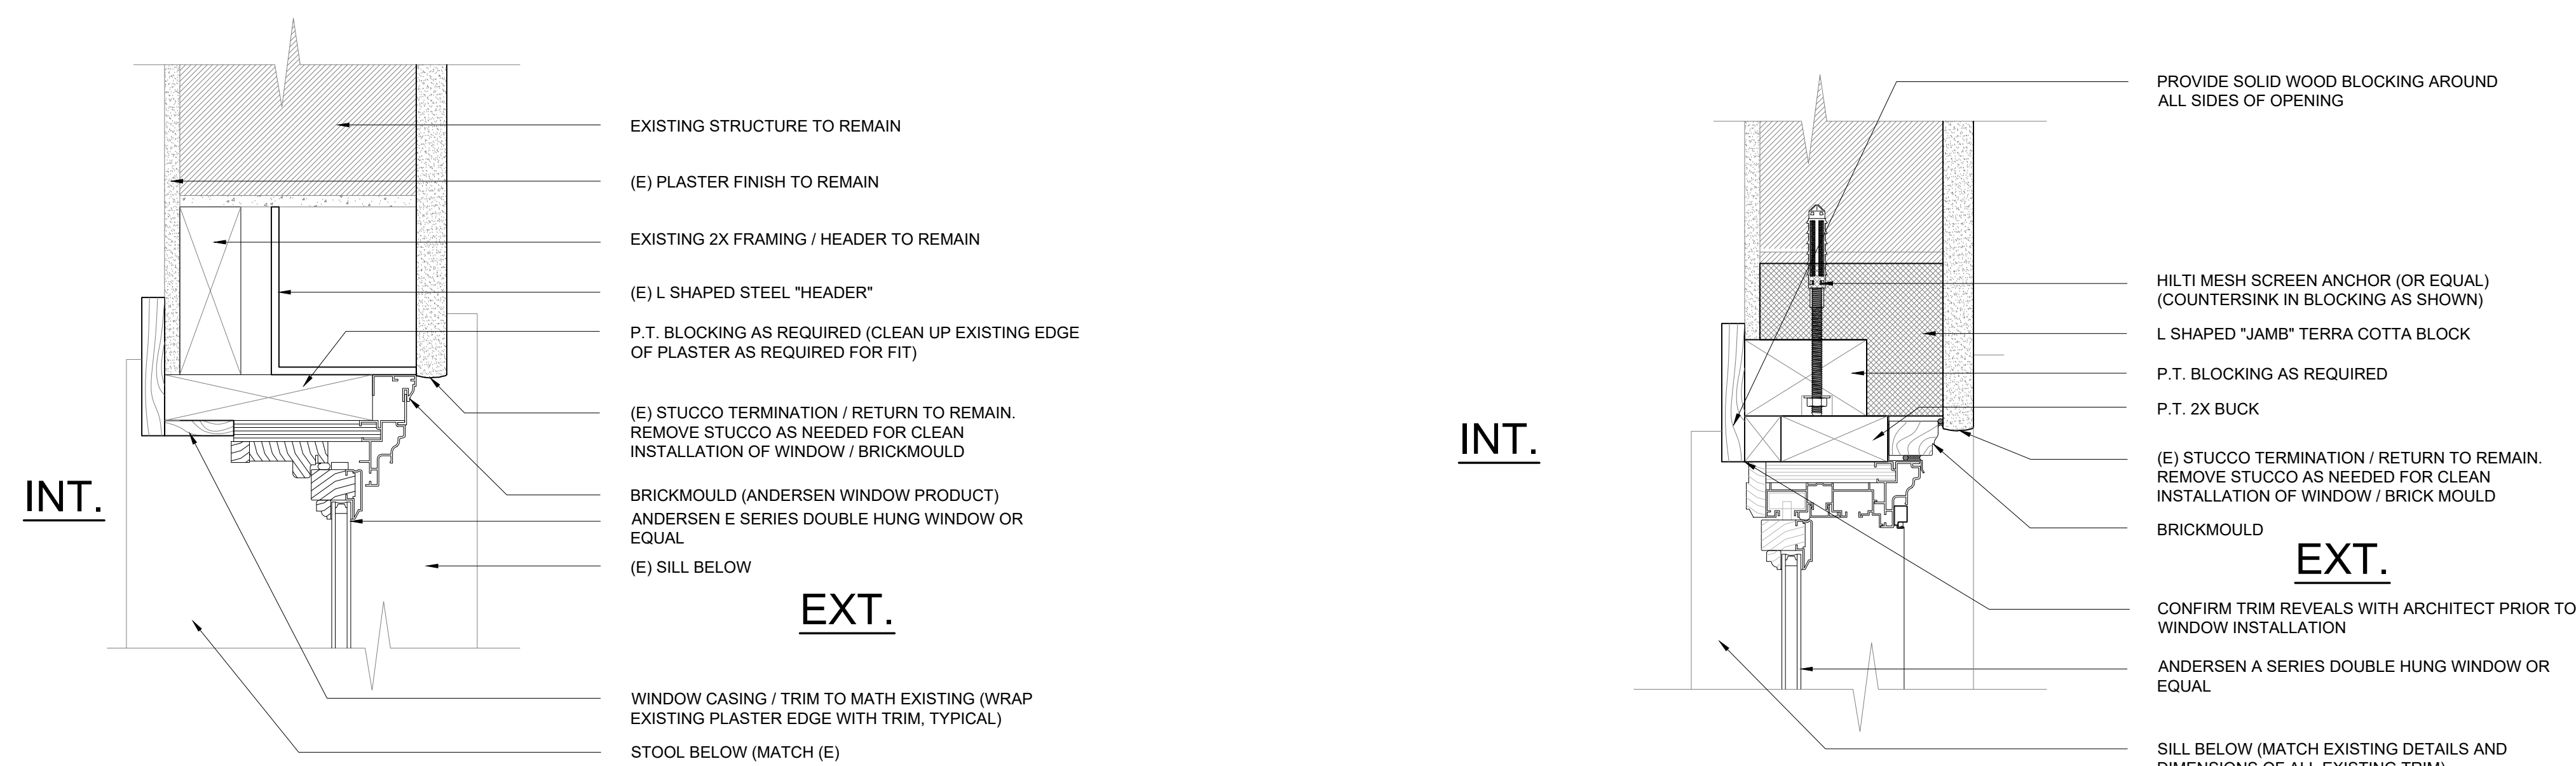 EXISTING STRUCTURE TO REMAIN
(E) PLASTER FINISH TO REMAIN
EXISTING 2X FRAMING / HEADER TO REMAIN
(E) L SHAPED STEEL "HEADER"
P.T. BLOCKING AS REQUIRED (CLEAN UP EXISTING EDGE
OF PLASTER AS REQUIRED FOR FIT)
(E) STUCCO TERMINATION / RETURN TO REMAIN.
REMOVE STUCCO AS NEEDED FOR CLEAN
INSTALLATION OF WINDOW / BRICKMOULD
INT.
BRICKMOULD (ANDERSEN WINDOW PRODUCT)
ANDERSEN E SERIES DOUBLE HUNG WINDOW OR
EQUAL
(E) SILL BELOW
EXT.
WINDOW CASING / TRIM TO MATH EXISTING (WRAP
EXISTING PLASTER EDGE WITH TRIM, TYPICAL)
STOOL BELOW (MATCH (E)
PROVIDE SOLID WOOD BLOCKING AROUND
ALL SIDES OF OPENING
HILTI MESH SCREEN ANCHOR (OR EQUAL)
(COUNTERSINK IN BLOCKING AS SHOWN)
L SHAPED "JAMB" TERRA COTTA BLOCK
P.T. BLOCKING AS REQUIRED
P.T. 2X BUCK
INT.
(E) STUCCO TERMINATION / RETURN TO REMAIN.
REMOVE STUCCO AS NEEDED FOR CLEAN
INSTALLATION OF WINDOW / BRICK MOULD
BRICKMOULD
EXT.
CONFIRM TRIM REVEALS WITH ARCHITECT PRIOR TO
WINDOW INSTALLATION
ANDERSEN A SERIES DOUBLE HUNG WINDOW OR
EQUAL
SILL BELOW (MATCH EXISTING DETAILS AND
DIMENSIONS OF ALL EXISTING TRIM)